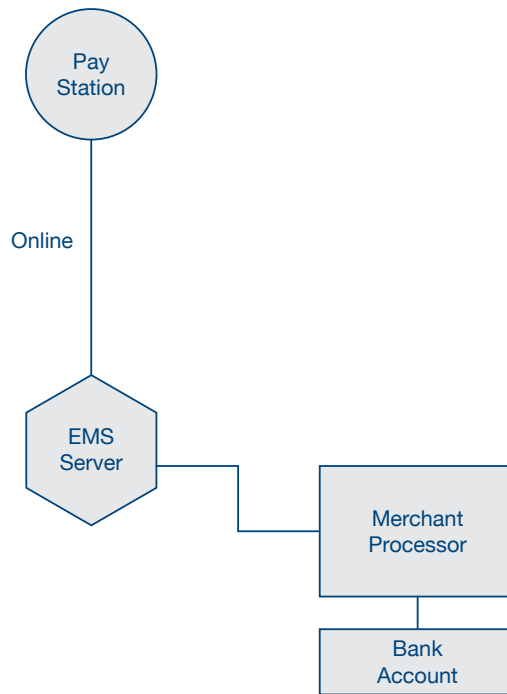 Pay
Station
Online
EMS
Server
Merchant
Processor
Bank
Account